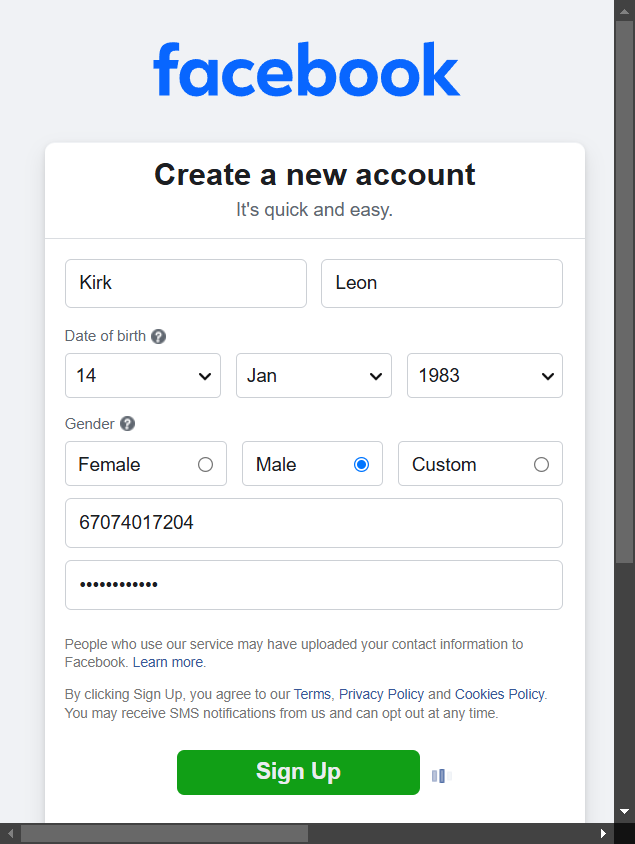 facebook
Create a new account
It's quick and easy.
Kirk Leon
Date of birth ?
14 Jan 1983
Gender ?
Female Male Custom
67074017204
••••••••••••
People who use our service may have uploaded your contact information to
Facebook. Learn more.
By clicking Sign Up, you agree to our Terms, Privacy Policy and Cookies Policy.
You may receive SMS notifications from us and can opt out at any time.
Sign Up